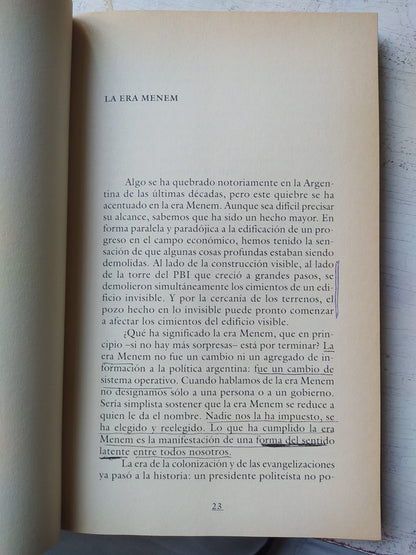 LA ERA MENEM
Algo se ha quebrado notoriamente en la Argen-
tina de las últimas décadas, pero este quiebre se ha
acentuado en la era Menem. Aunque sea difícil precisar
su alcance, sabemos que ha sido un hecho mayor. En
forma paralela y paradójica a la edificación de un pro-
greso en el campo económico, hemos tenido la sen-
sación de que algunas cosas profundas estaban siendo
demolidas. Al lado de la construcción visible, al lado
de la torre del PBI que creció a grandes pasos, se
demolieron simultáneamente los cimientos de un edi-
ficio invisible. Y por la cercanía de los terrenos, el
pozo hecho en lo invisible puede pronto comenzar
a afectar los cimientos del edificio visible.
¿Qué ha significado la era Menem, que en prin-
cipio –si no hay más sorpresas– está por terminar? La
era Menem no fue un cambio ni un agregado de in-
formación a la política argentina: fue un cambio de
sistema operativo. Cuando hablamos de la era Menem
no designamos sólo a una persona o a un gobierno.
Sería simplista sostener que la era Menem se reduce a
quien le da el nombre. Nadie nos la ha impuesto, se
ha elegido y reelegido. Lo que ha cumplido la era
Menem es la manifestación de una forma del sentido
latente entre todos nosotros.
La era de la colonización y de las evangelizaciones
ya pasó a la historia: un presidente politeísta no po-
23